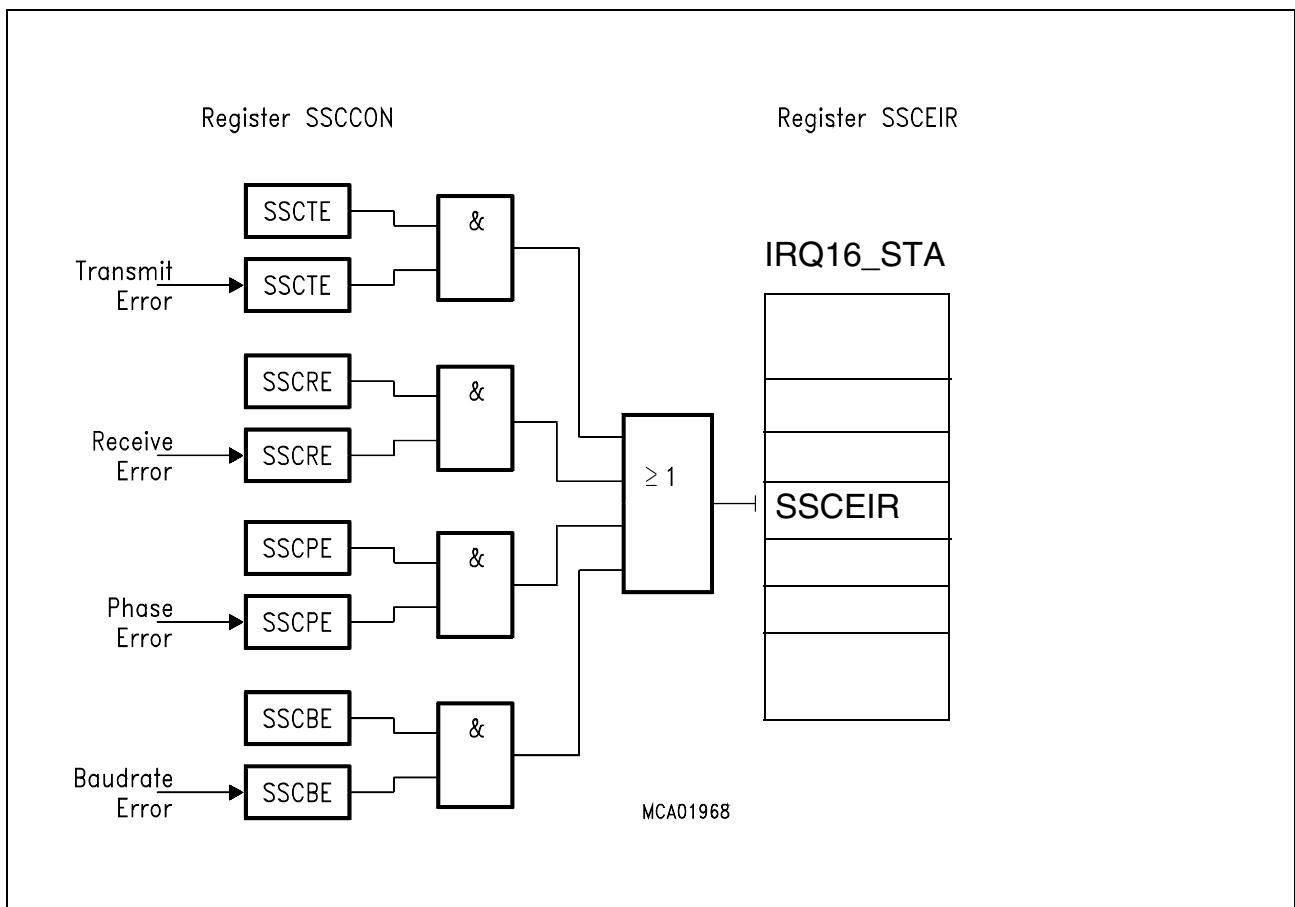 Register SSCCON
Register SSCEIR
SSCTE
&
Transmit
Error
SSCTE
IRQ16_STA
SSCRE
&
Receive
Error
SSCRE
≥ 1
SSCEIR
SSCPE
&
Phase
Error
SSCPE
SSCBE
&
Baudrate
Error
SSCBE
MCA01968